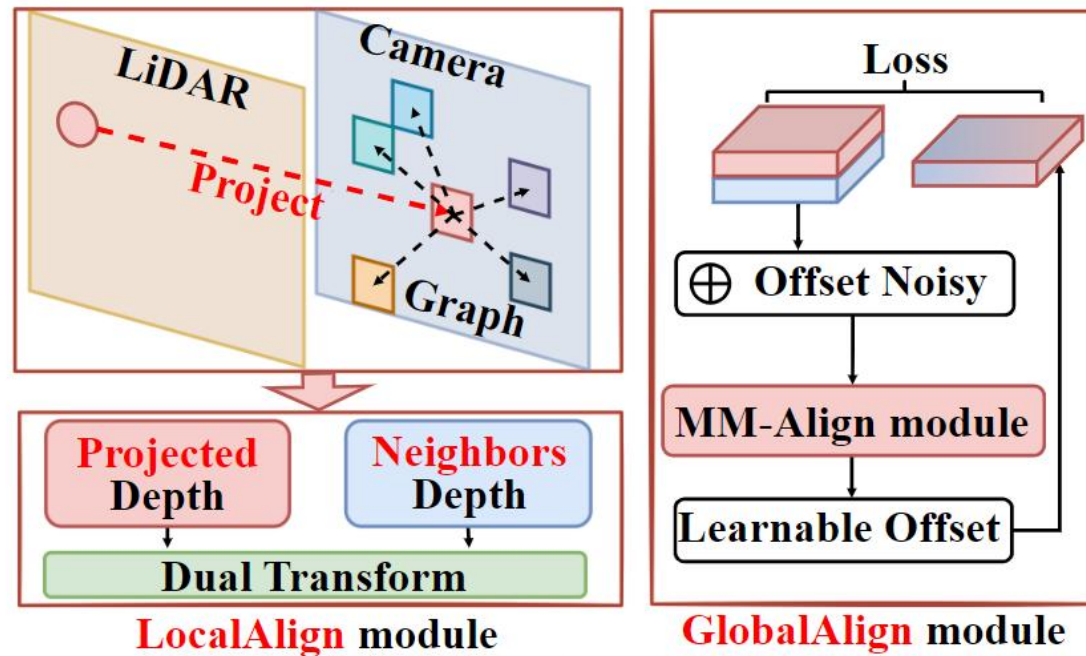 LiDAR
Camera
Project
Graph
Projected
Depth
Neighbors
Depth
Dual Transform
LocalAlign module
Loss
Offset Noisy
MM-Align module
Learnable Offset
GlobalAlign module